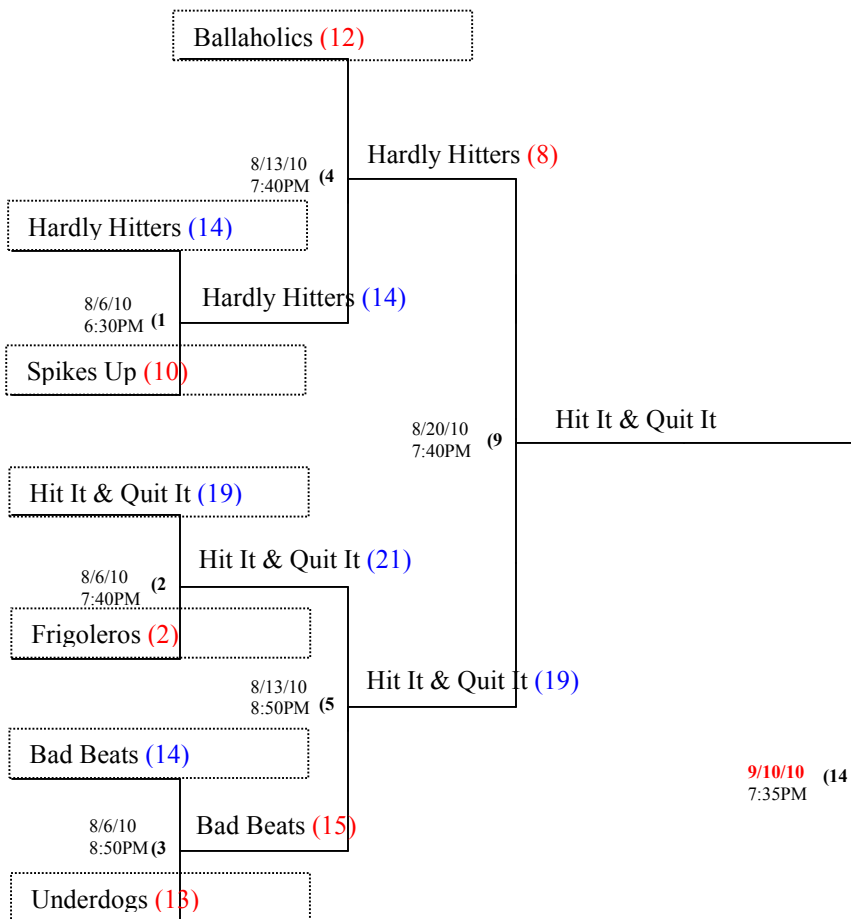 Ballaholics (12)
8/13/10
7:40PM (4
Hardly Hitters (8)
Hardly Hitters (14)
8/6/10
6:30PM (1
Hardly Hitters (14)
Spikes Up (10)
8/20/10
7:40PM (9
Hit It & Quit It
Hit It & Quit It (19)
8/6/10
7:40PM (2
Hit It & Quit It (21)
Frigoleros (2)
8/13/10
8:50PM (5
Hit It & Quit It (19)
Bad Beats (14)
9/10/10
7:35PM (14
8/6/10
8:50PM (3
Bad Beats (15)
Underdogs (13)